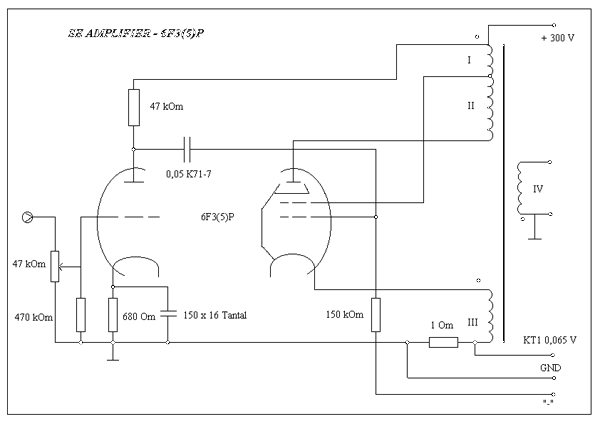 SE AMPLIFIER - 6F3(5)P
+ 300 V
I
47 kOm
II
0,05 K71-7
IV
6F3(5)P
47 kOm
470 kOm
680 Om
150 x 16 Tantal
150 kOm
1 Om
III
KT1 0,065 V
GND
"-"